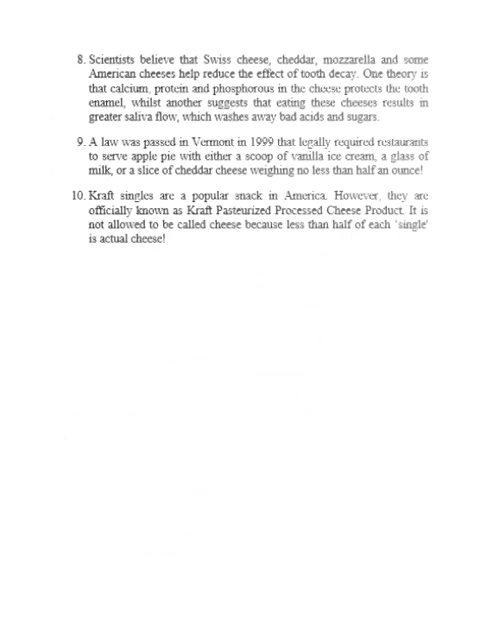 8. Scientists believe that Swiss cheese, cheddar, mozzarella and some
American cheeses help reduce the effect of tooth decay. One theory is
that calcium, protein and phosphorous in the cheese protects the tooth
enamel, whilst another suggests that eating these cheeses results in
greater saliva flow, which washes away bad acids and sugars.
9. A law was passed in Vermont in 1999 that legally required restaurants
to serve apple pie with either a scoop of vanilla ice cream, a glass of
milk, or a slice of cheddar cheese weighing no less than half an ounce!
10. Kraft singles are a popular snack in America. However, they are
officially known as Kraft Pasteurized Processed Cheese Product. It is
not allowed to be called cheese because less than half of each 'single'
is actual cheese!